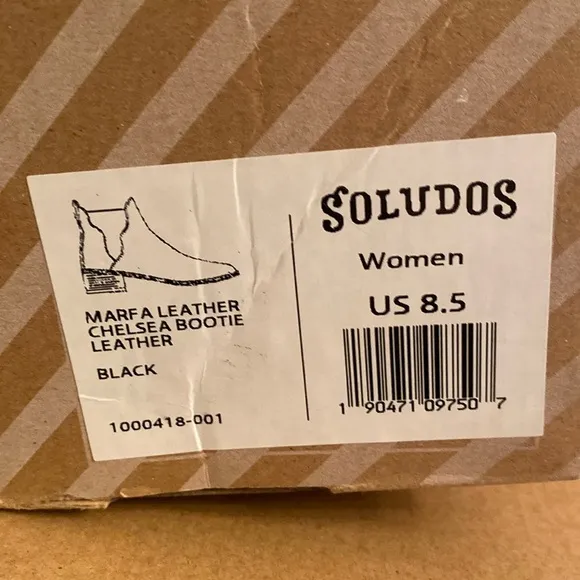 MARFA LEATHER
CHELSEA BOOTIE
LEATHER
BLACK
1000418-001
SOLUDOS
Women
US 8.5
1 90471 09750 7